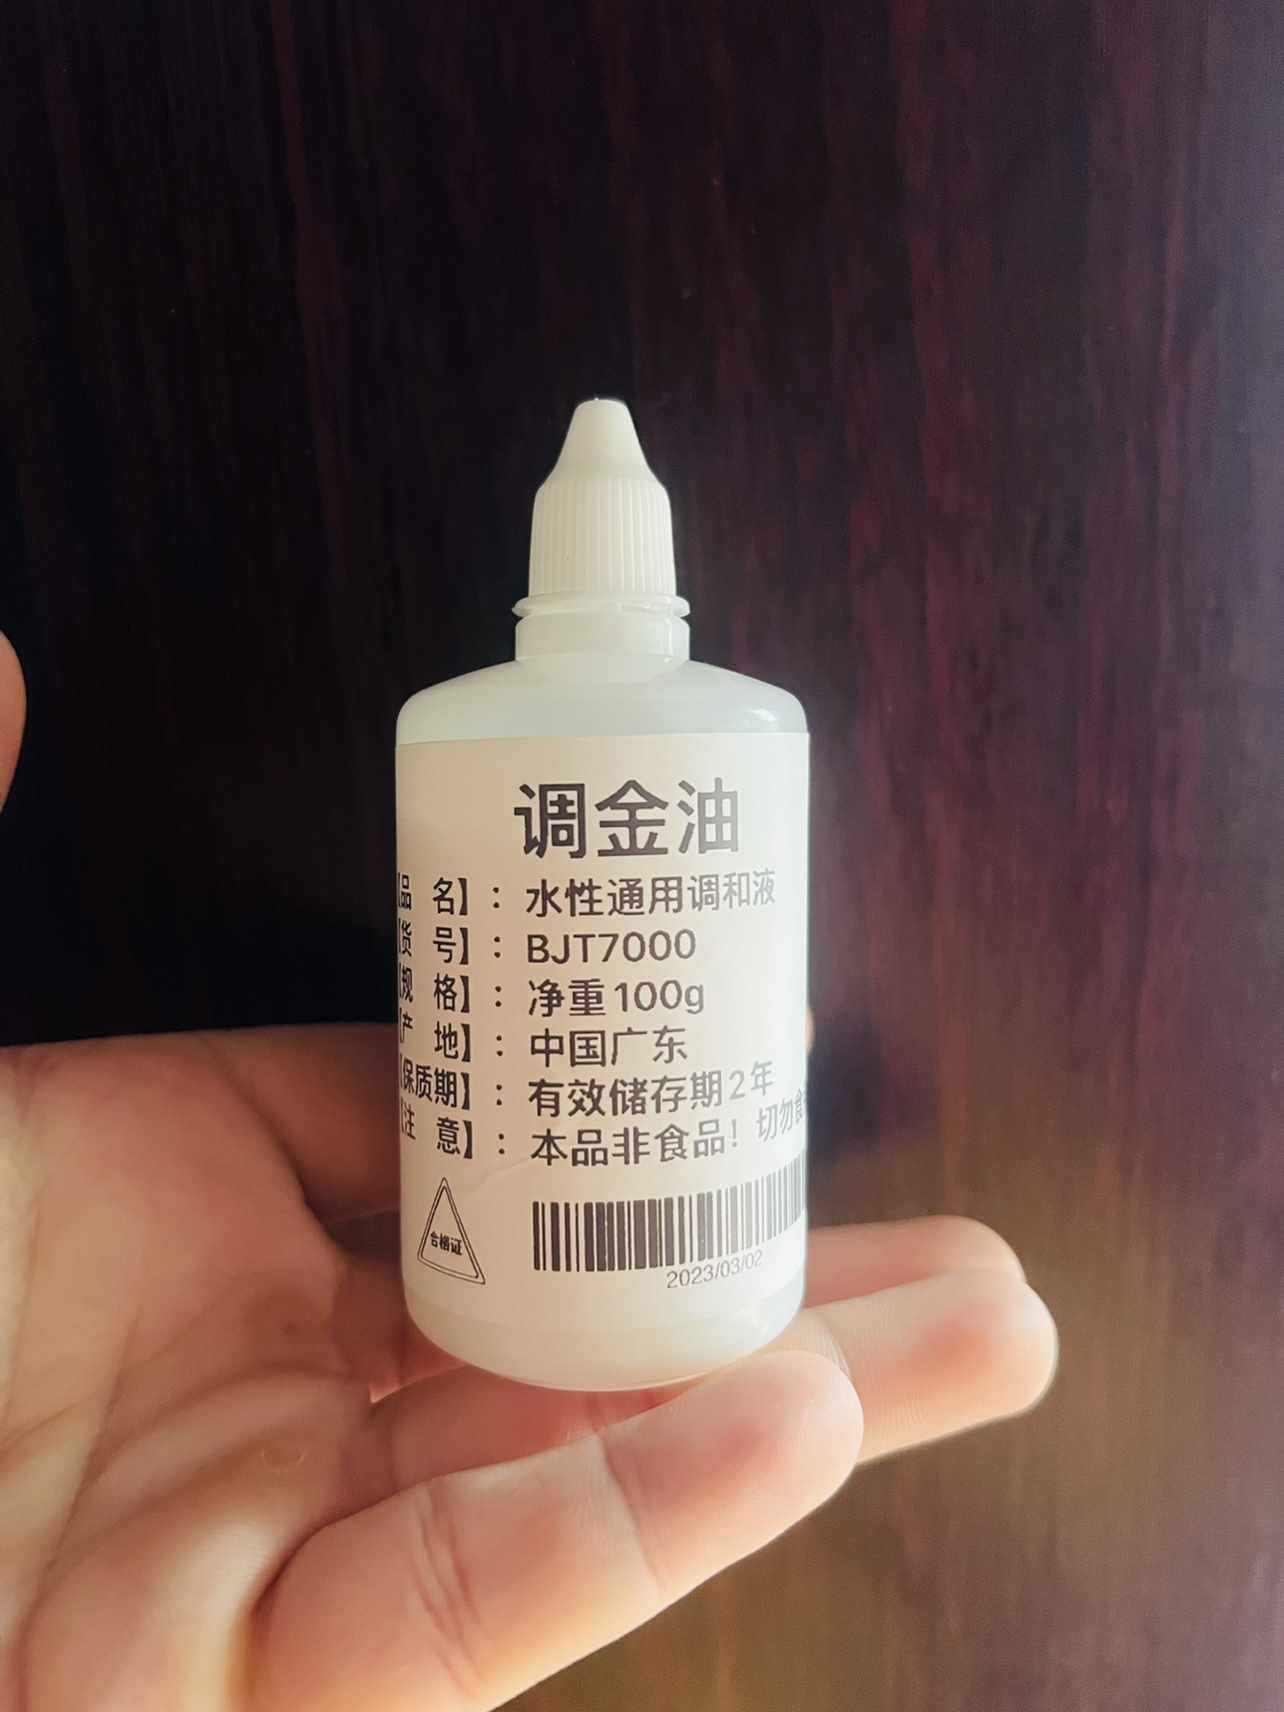 调金油
【品 名】：水性通用调和液
【货 号】：BJT7000
【规 格】：净重100g
【产 地】：中国广东
【保质期】：有效储存期2年
【注 意】：本品非食品！切勿食
合格证
2023/03/02